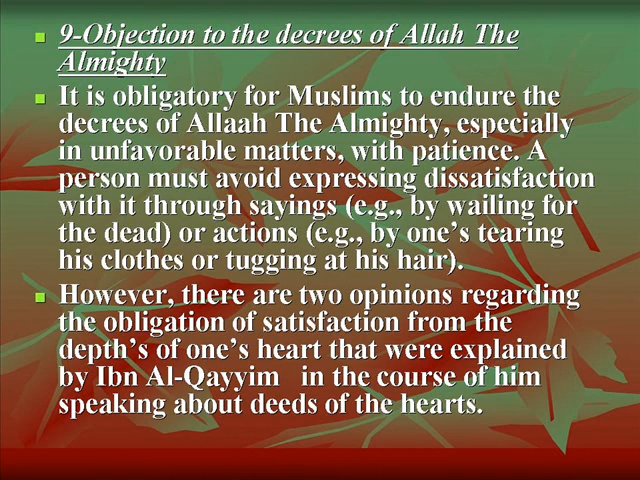 9-Objection to the decrees of Allah The
Almighty
It is obligatory for Muslims to endure the
decrees of Allaah The Almighty, especially
in unfavorable matters, with patience. A
person must avoid expressing dissatisfaction
with it through sayings (e.g., by wailing for
the dead) or actions (e.g., by one's tearing
his clothes or tugging at his hair).
However, there are two opinions regarding
the obligation of satisfaction from the
depth's of one's heart that were explained
by Ibn Al-Qayyim in the course of him
speaking about deeds of the hearts.